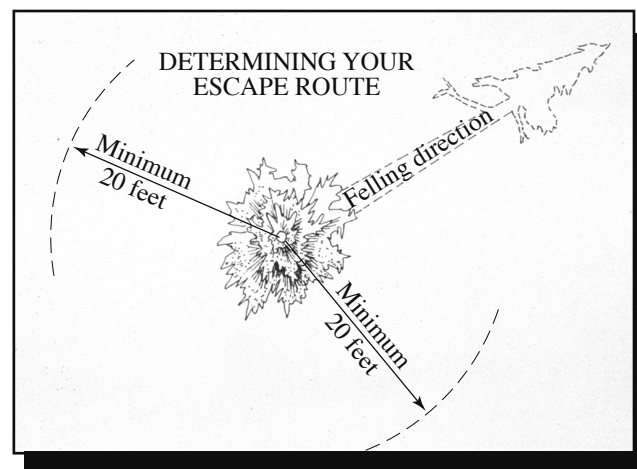 DETERMINING YOUR
ESCAPE ROUTE
Felling direction
Minimum
20 feet
Minimum
20 feet